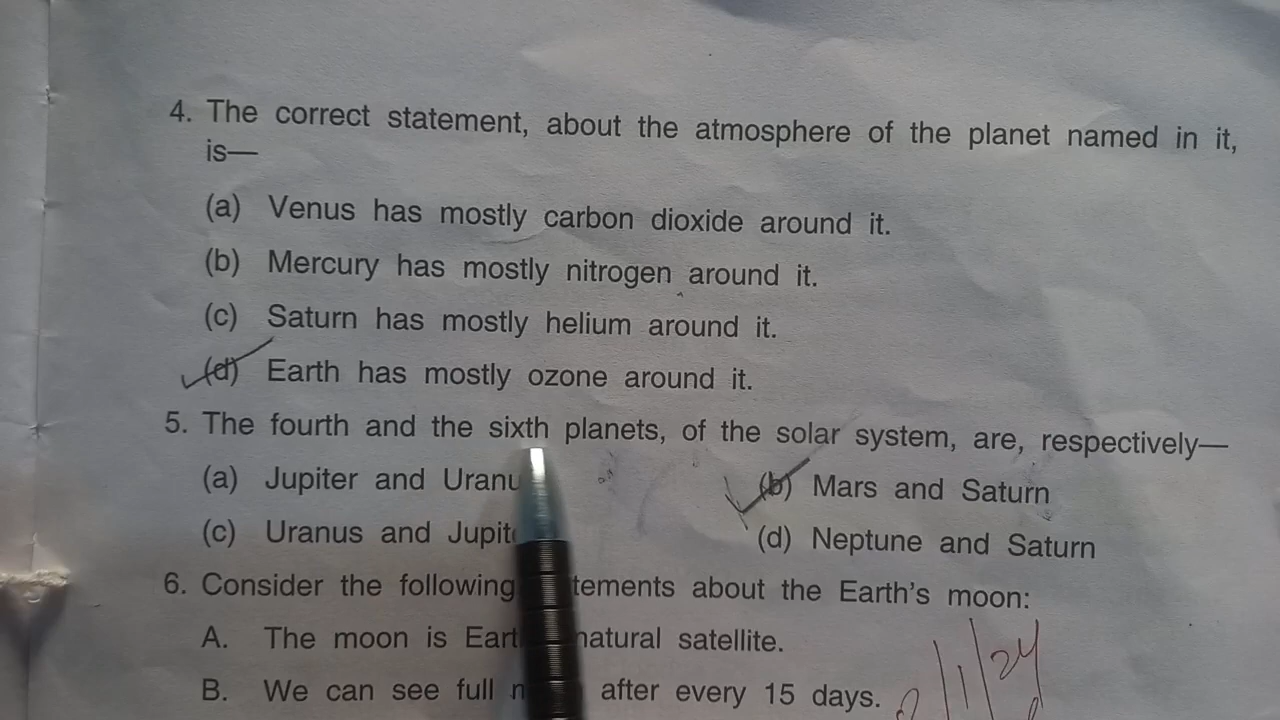 4. The correct statement, about the atmosphere of the planet named in it,
is—
(a) Venus has mostly carbon dioxide around it.
(b) Mercury has mostly nitrogen around it.
(c) Saturn has mostly helium around it.
(d) Earth has mostly ozone around it.
5. The fourth and the sixth planets, of the solar system, are, respectively—
(a) Jupiter and (b) Mars and Saturn
(c) Uranus and (d) Neptune and Saturn
6. Consider the following about the Earth's moon:
A. The moon is natural satellite.
B. We can see full after every 15 days.